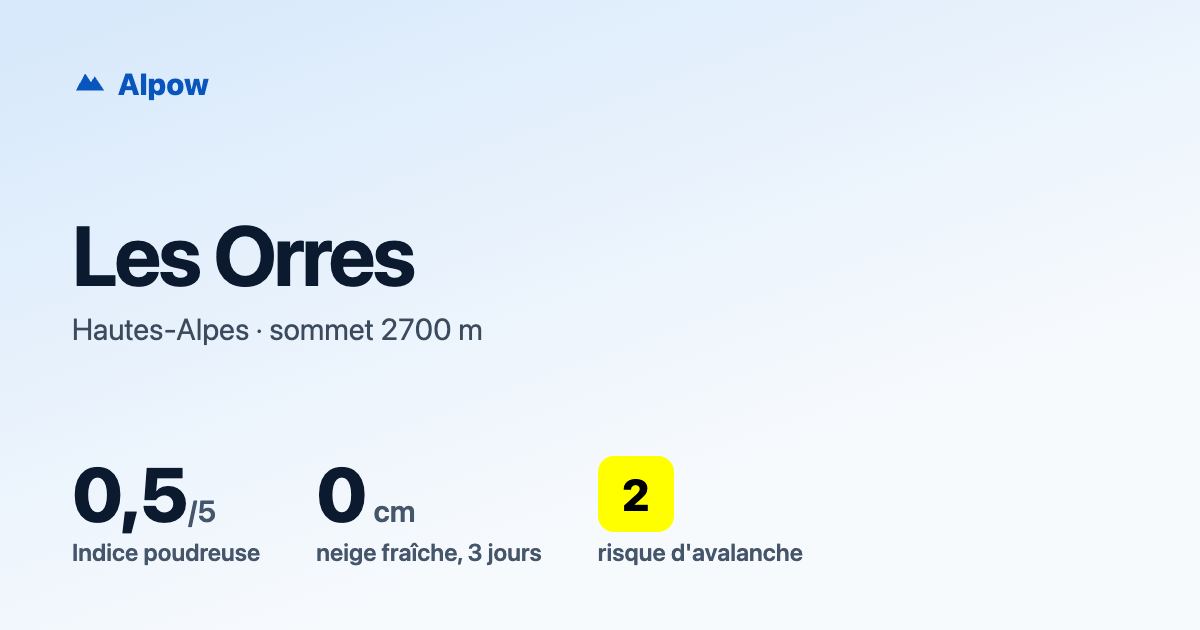 Alpow
Les Orres
Hautes-Alpes · sommet 2700 m
0,5/5
Indice poudreuse
0 cm
neige fraîche, 3 jours
2
risque d'avalanche